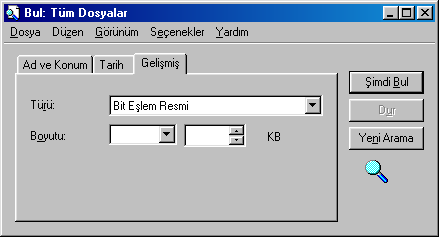 Bul: Tüm Dosyalar
Dosya Düzen Görünüm Seçenekler Yardım
Ad ve Konum Tarih Gelişmiş
Türü: Bit Eşlem Resmi
Boyutu: KB
Şimdi Bul
Dur
Yeni Arama